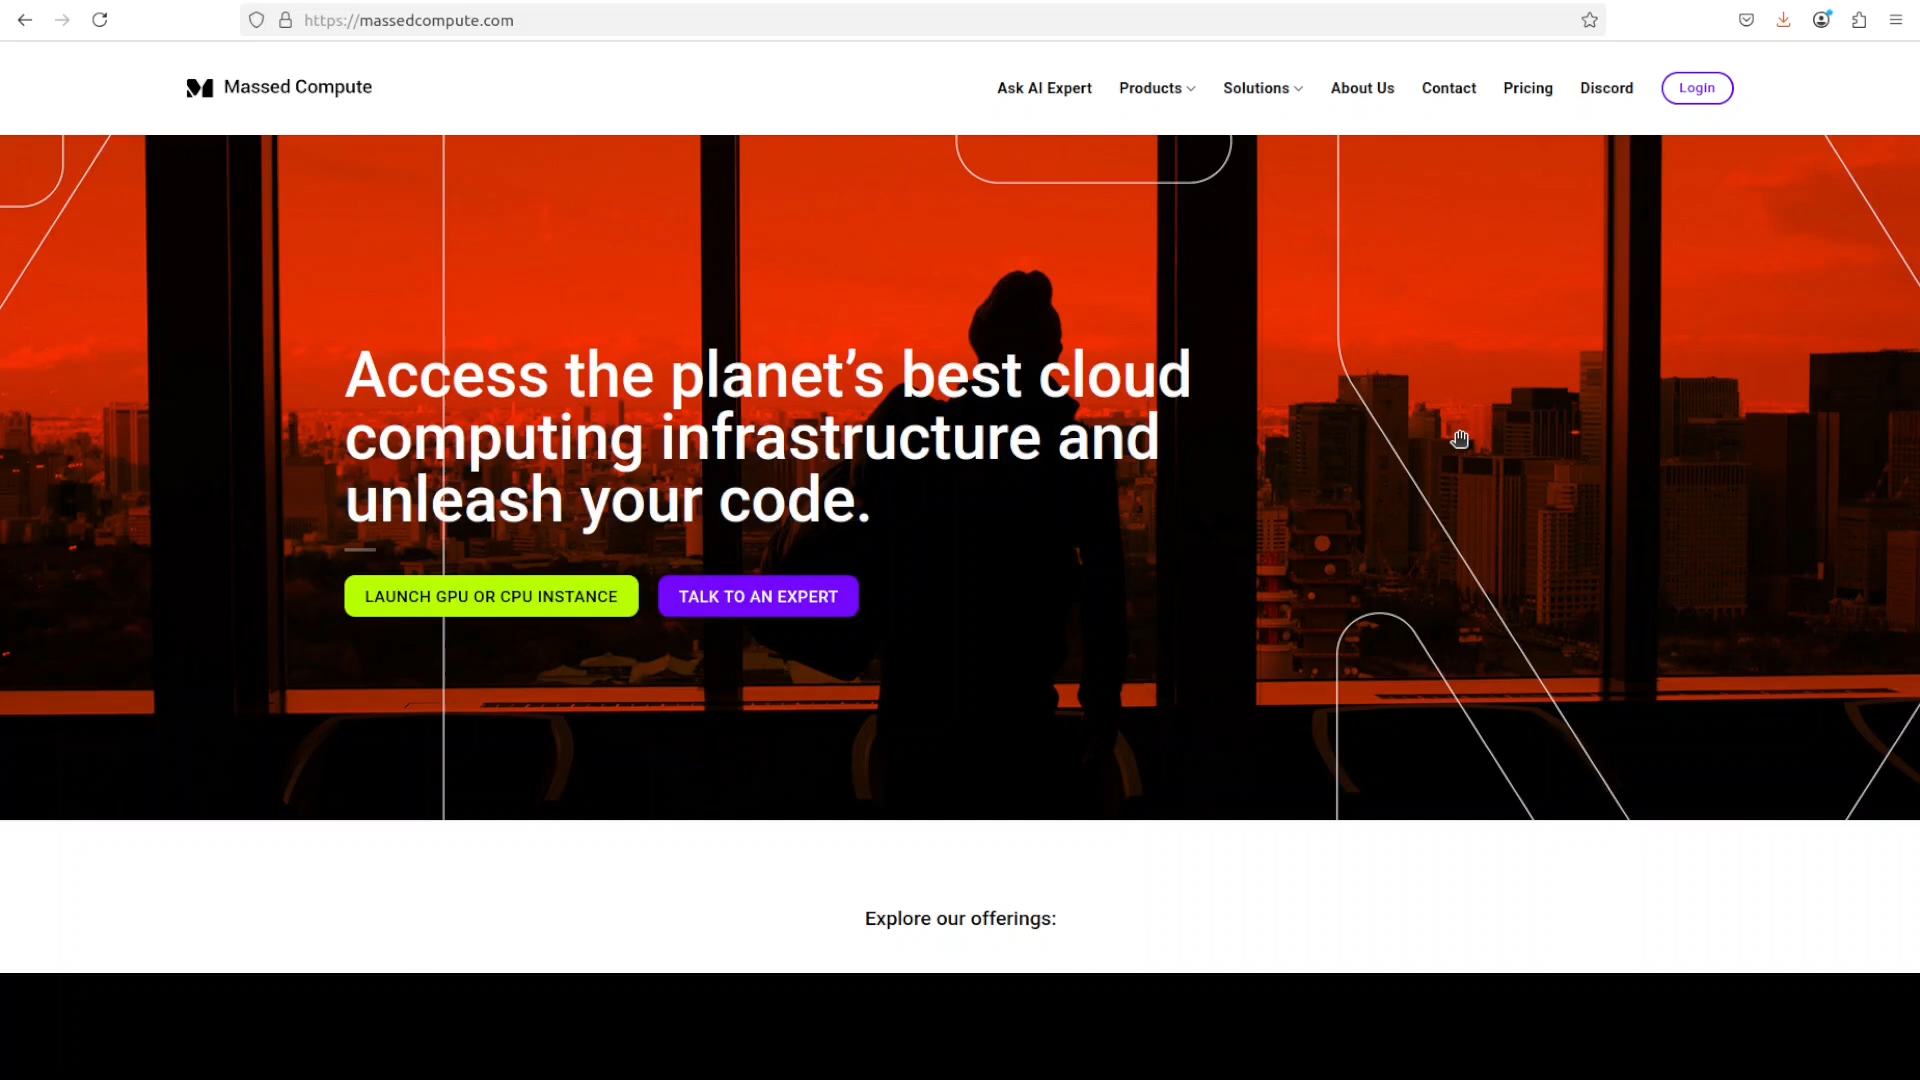 https://massedcompute.com
Massed Compute
Ask AI Expert
Products
Solutions
About Us
Contact
Pricing
Discord
Login
Access the planet’s best cloud
computing infrastructure and
unleash your code.
LAUNCH GPU OR CPU INSTANCE
TALK TO AN EXPERT
Explore our offerings: